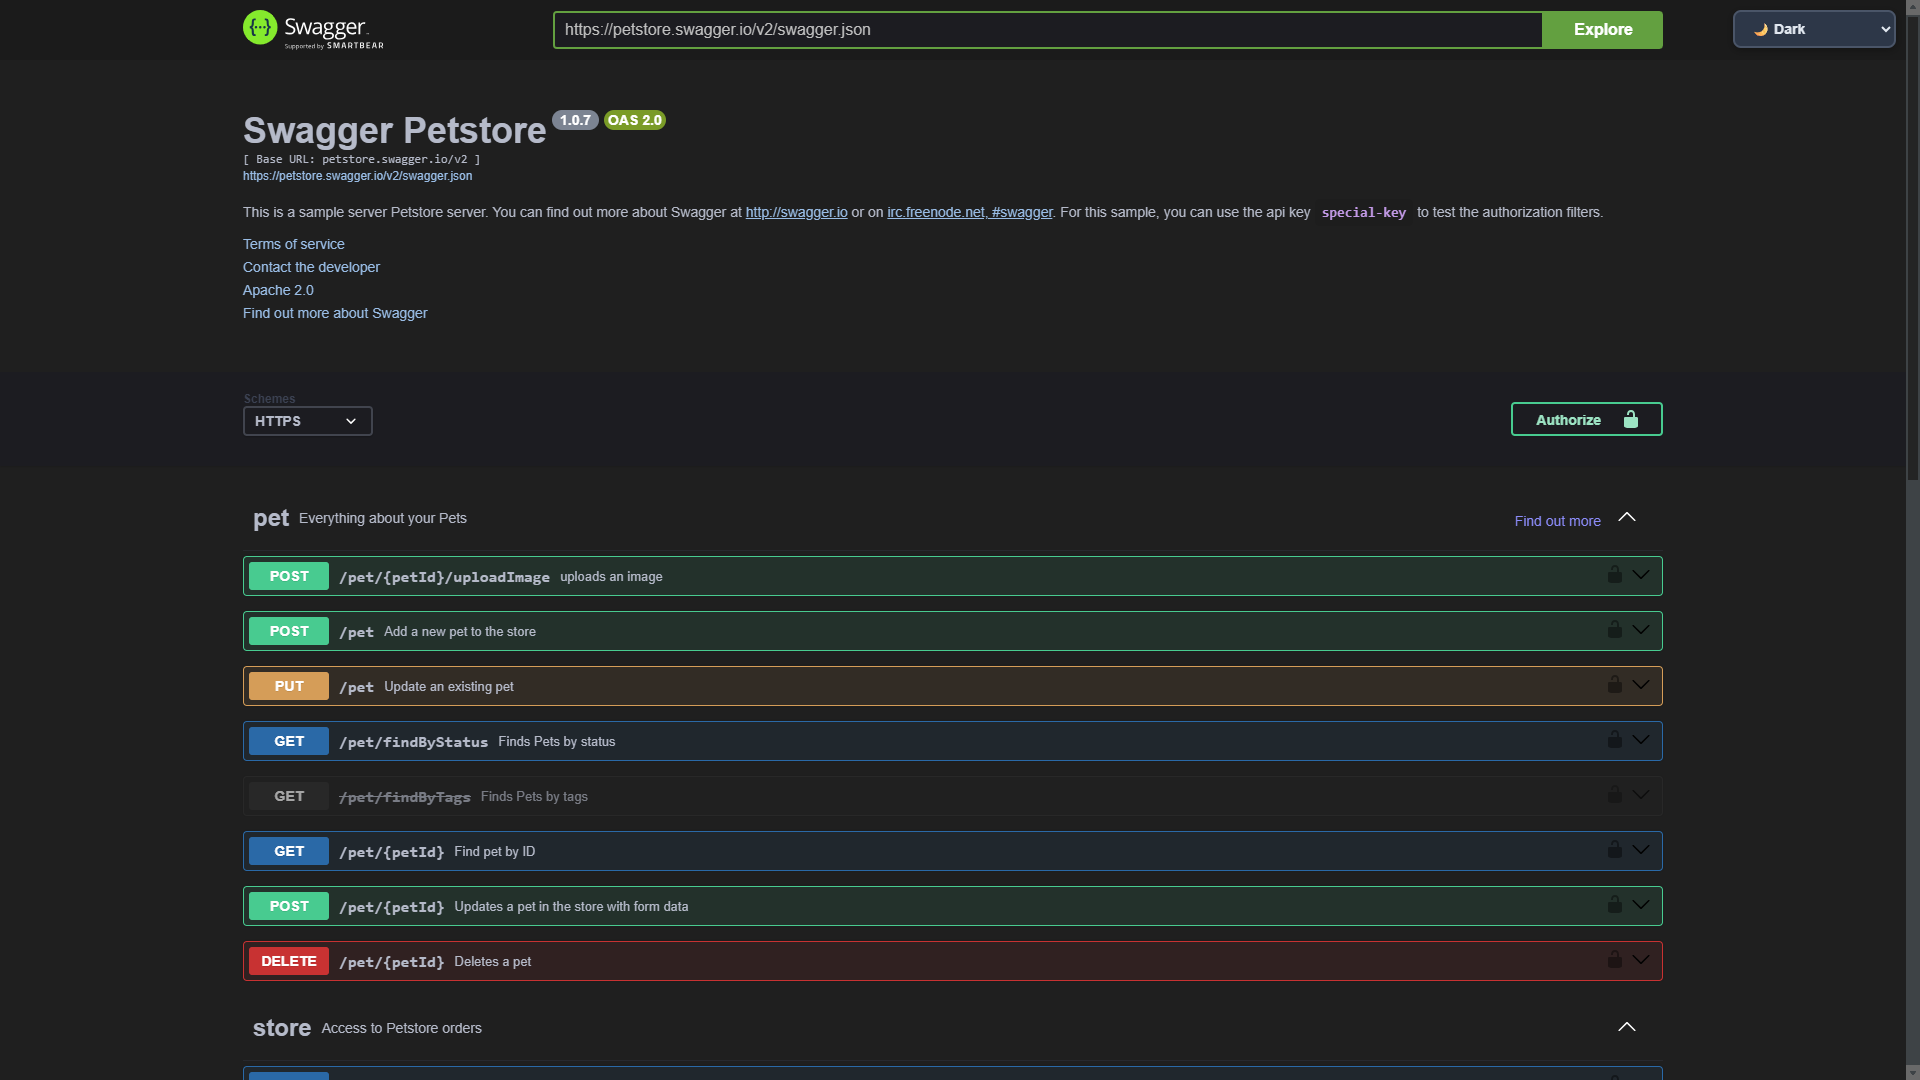 Swagger
Supported by SMARTBEAR
https://petstore.swagger.io/v2/swagger.json
Explore
🌙 Dark
Swagger Petstore 1.0.7 OAS 2.0
[ Base URL: petstore.swagger.io/v2 ]
https://petstore.swagger.io/v2/swagger.json
This is a sample server Petstore server. You can find out more about Swagger at http://swagger.io or on irc.freenode.net, #swagger. For this sample, you can use the api key special-key to test the authorization filters.
Terms of service
Contact the developer
Apache 2.0
Find out more about Swagger
Schemes
HTTPS
Authorize
pet Everything about your Pets
Find out more
POST /pet/{petId}/uploadImage uploads an image
POST /pet Add a new pet to the store
PUT /pet Update an existing pet
GET /pet/findByStatus Finds Pets by status
GET /pet/findByTags Finds Pets by tags
GET /pet/{petId} Find pet by ID
POST /pet/{petId} Updates a pet in the store with form data
DELETE /pet/{petId} Deletes a pet
store Access to Petstore orders